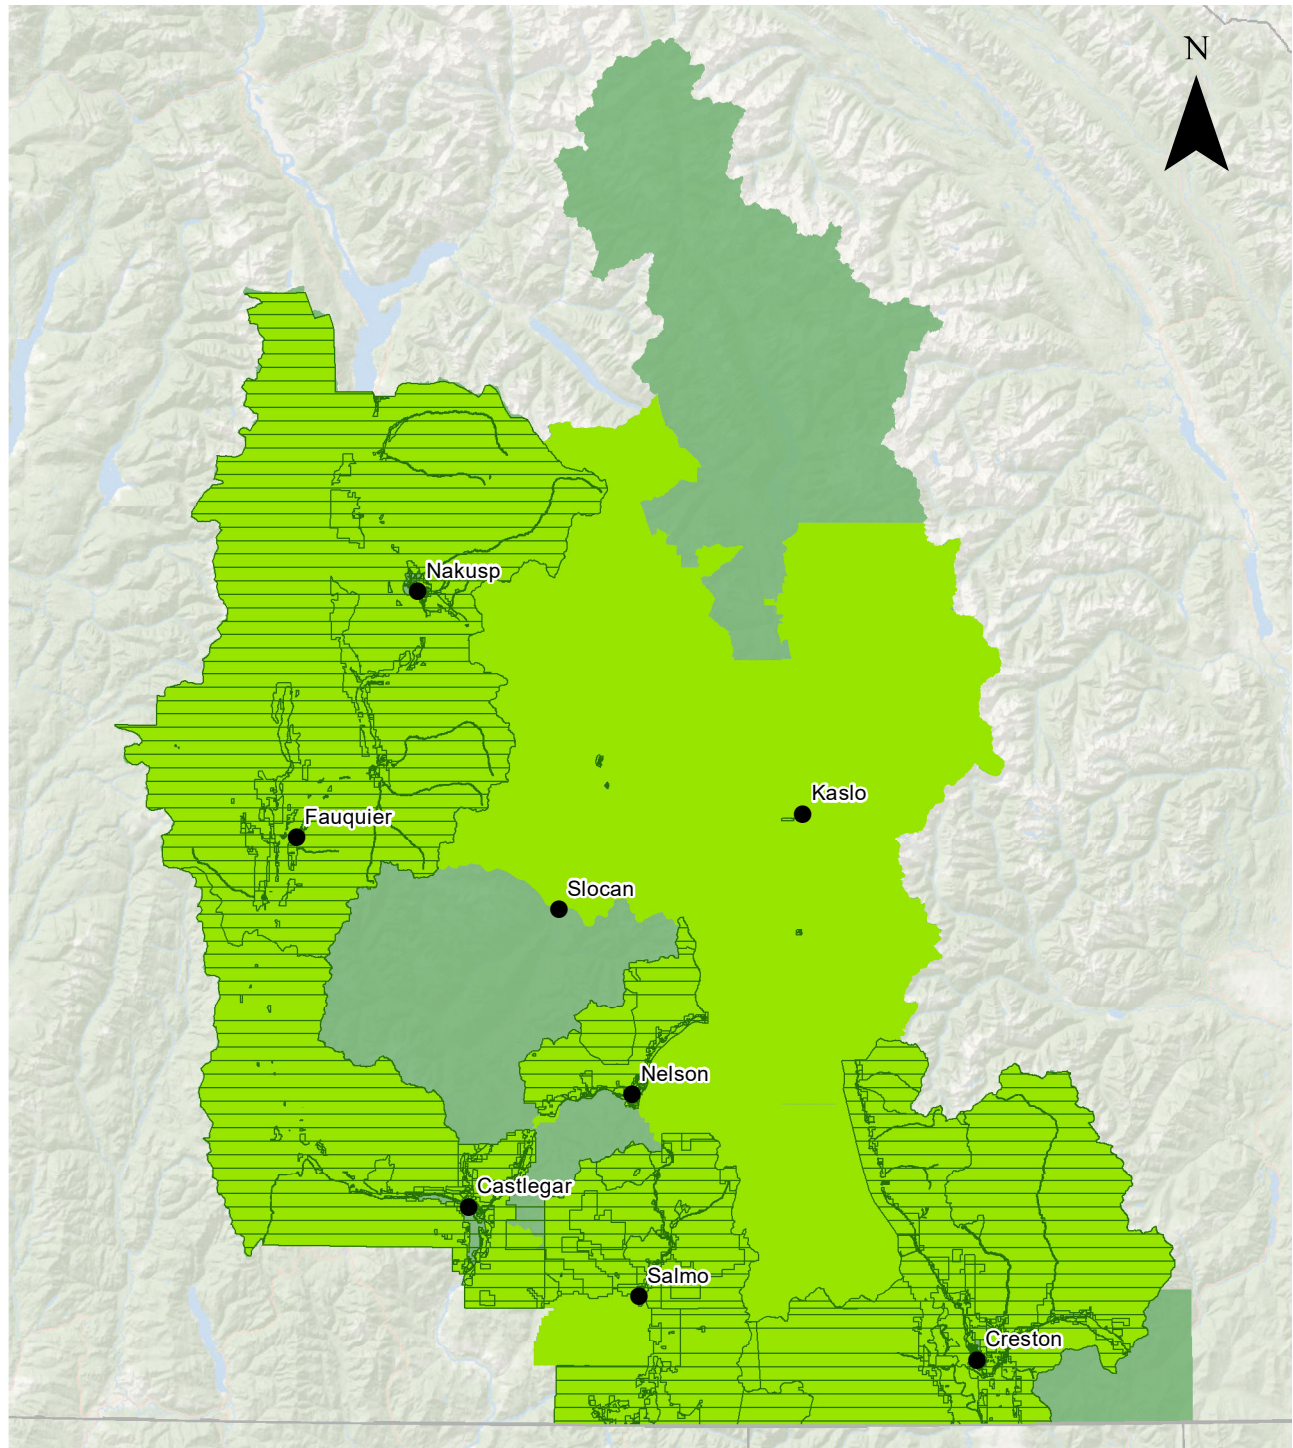 N
Nakusp
Kaslo
Fauquier
Slocan
Nelson
Castlegar
Salmo
Creston